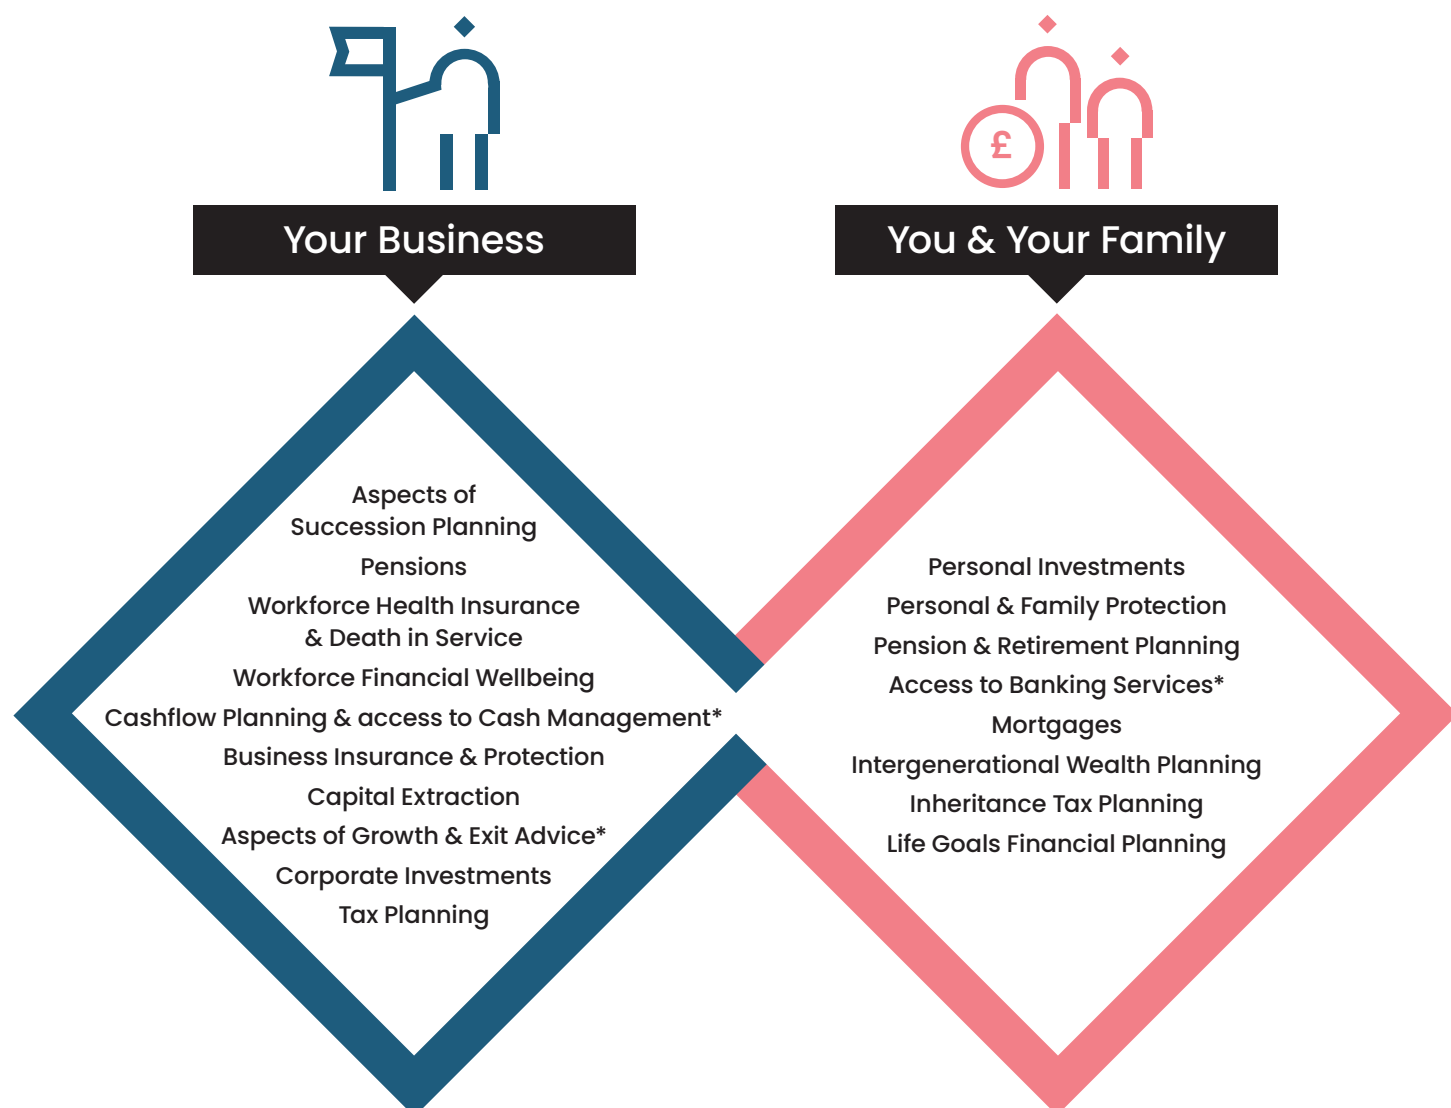 £
Your Business
Aspects of
Succession Planning
Pensions
Workforce Health Insurance
& Death in Service
Workforce Financial Wellbeing
Cashflow Planning & access to Cash Management*
Business Insurance & Protection
Capital Extraction
Aspects of Growth & Exit Advice*
Corporate Investments
Tax Planning
You & Your Family
Personal Investments
Personal & Family Protection
Pension & Retirement Planning
Access to Banking Services*
Mortgages
Intergenerational Wealth Planning
Inheritance Tax Planning
Life Goals Financial Planning